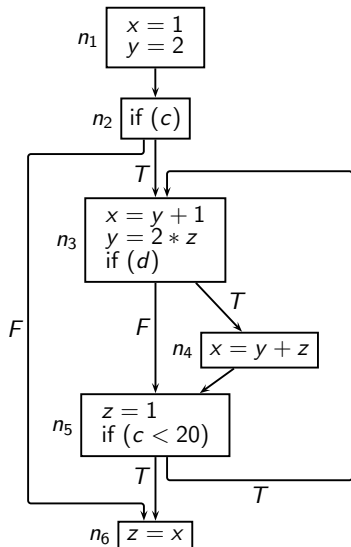 n1
x = 1
y = 2
n2
if (c)
T
n3
x = y + 1
y = 2 * z
if (d)
T
F
F
n4
x = y + z
n5
z = 1
if (c < 20)
T
T
n6
z = x